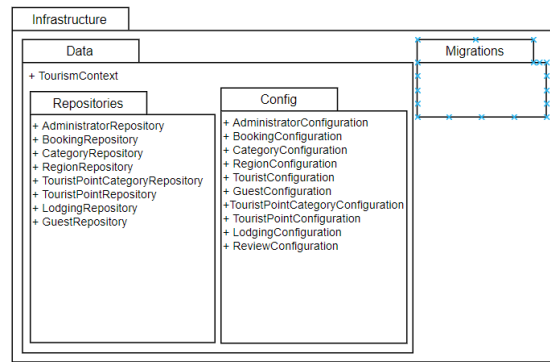 Infrastructure
Data
Migrations
+ TourismContext
Repositories
+ AdministratorRepository
+ BookingRepository
+ CategoryRepository
+ RegionRepository
+ TouristPointCategoryRepository
+ TouristPointRepository
+ LodgingRepository
+ GuestRepository
Config
+ AdministratorConfiguration
+ BookingConfiguration
+ CategoryConfiguration
+ RegionConfiguration
+ TouristConfiguration
+ GuestConfiguration
+TouristPointCategoryConfiguration
+ TouristPointConfiguration
+ LodgingConfiguration
+ ReviewConfiguration